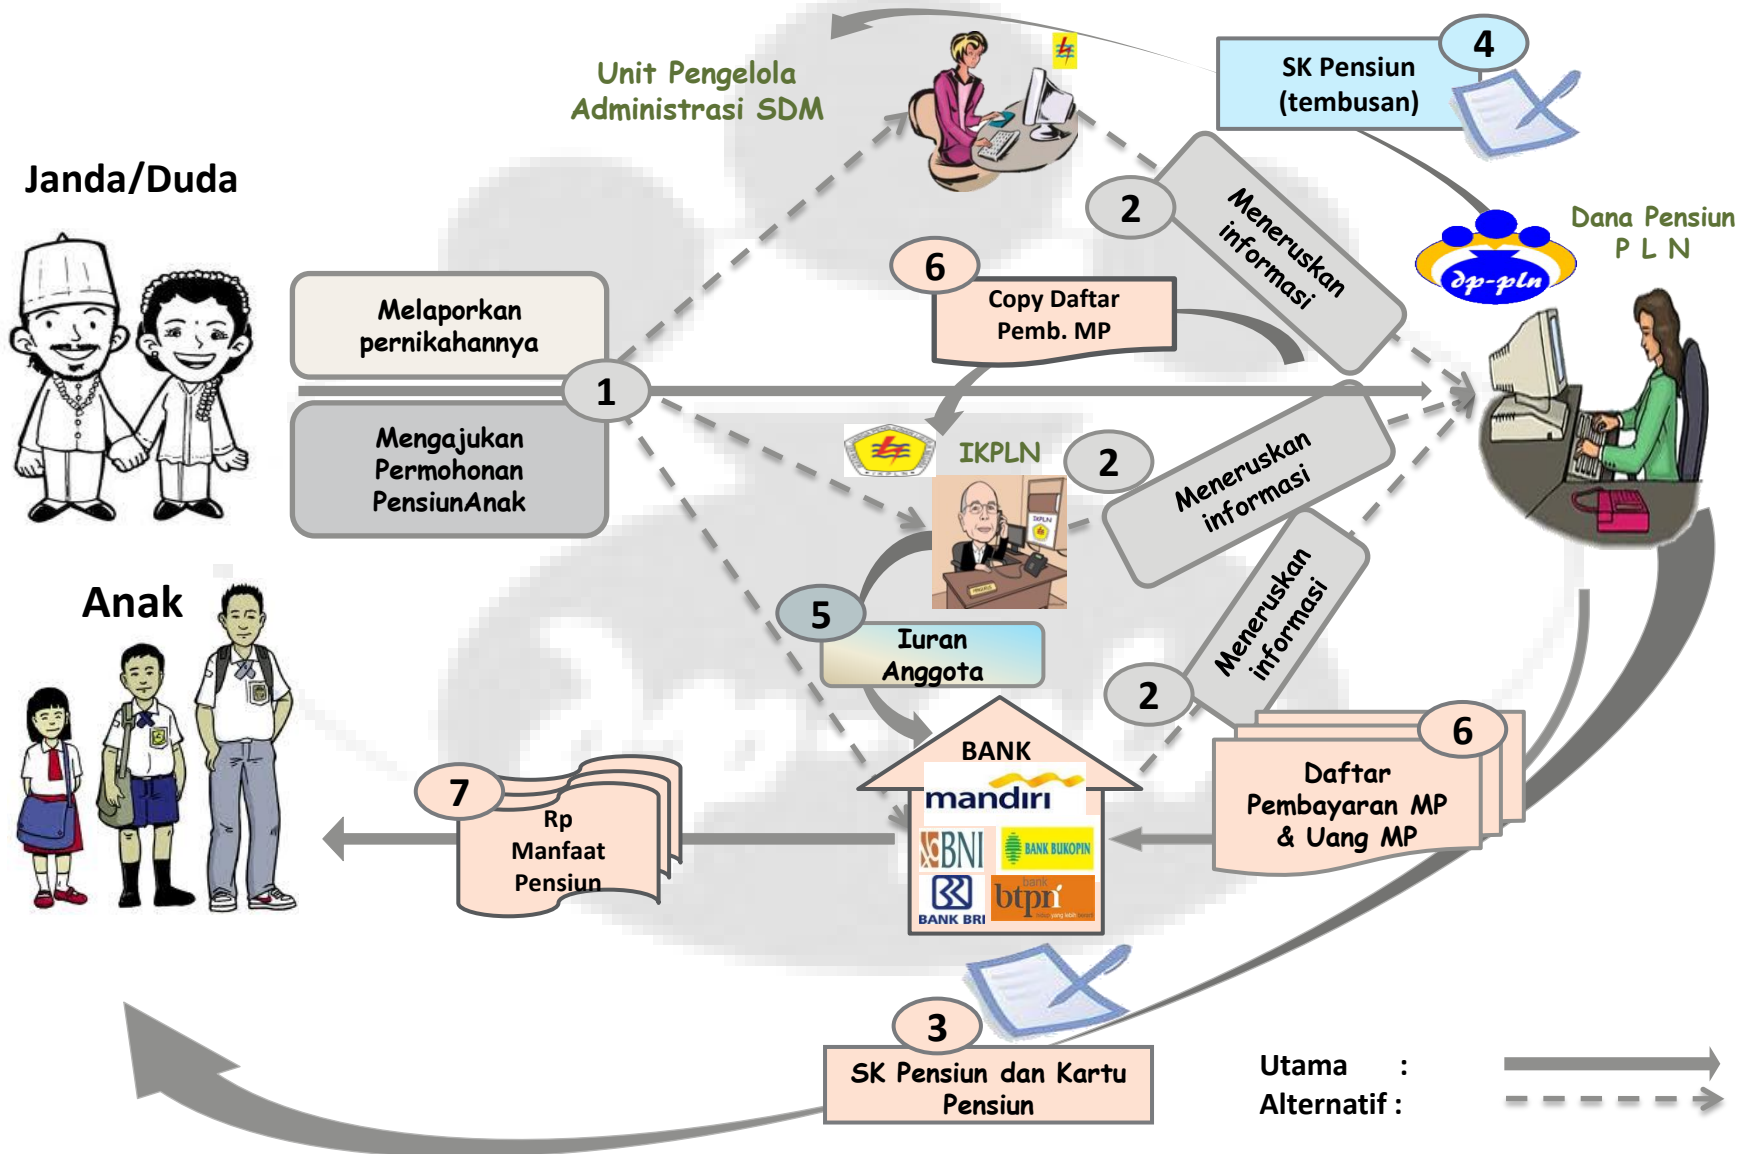 Unit Pengelola
Administrasi SDM
4
SK Pensiun
(tembusan)
Janda/Duda
2
Meneruskan
informasi
Dana Pensiun
P L N
dp-pln
6
Copy Daftar
Pemb. MP
Melaporkan
pernikahannya
1
Mengajukan
Permohonan
PensiunAnak
IKPLN
2
Meneruskan
informasi
IKPLN
Anak
5
Iuran
Anggota
Meneruskan
informasi
2
BANK
mandiri
BNI
BANK BUKOPIN
BANK BRI
bank
btpn
6
Daftar
Pembayaran MP
& Uang MP
7
Rp
Manfaat
Pensiun
3
SK Pensiun dan Kartu
Pensiun
Utama :
Alternatif :